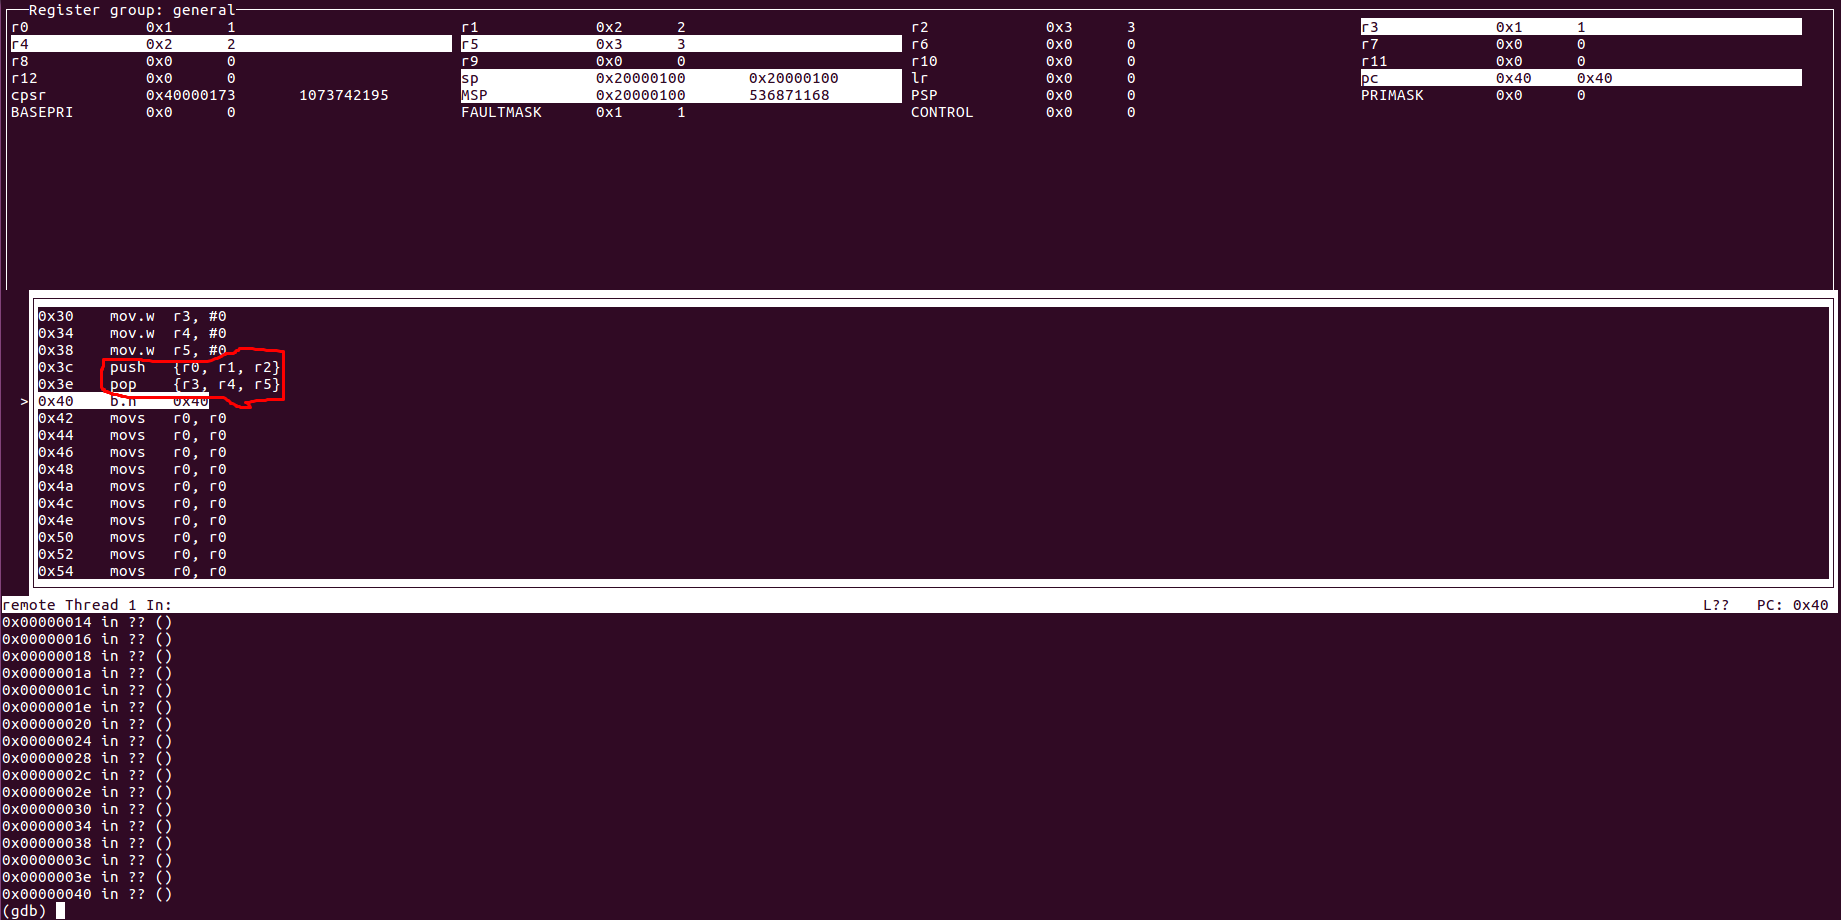 Register group: general
r0 0x1 1 r1 0x2 2 r2 0x3 3 r3 0x1 1
r4 0x2 2 r5 0x3 3 r6 0x0 0 r7 0x0 0
r8 0x0 0 r9 0x0 0 r10 0x0 0 r11 0x0 0
r12 0x0 0 sp 0x20000100 0x20000100 lr 0x0 0 pc 0x40 0x40
cpsr 0x40000173 1073742195 MSP 0x20000100 536871168 PSP 0x0 0 PRIMASK 0x0 0
BASEPRI 0x0 0 FAULTMASK 0x1 1 CONTROL 0x0 0
0x30 mov.w r3, #0
0x34 mov.w r4, #0
0x38 mov.w r5, #0
0x3c push {r0, r1, r2}
0x3e pop {r3, r4, r5}
> 0x40 b.n 0x40
0x42 movs r0, r0
0x44 movs r0, r0
0x46 movs r0, r0
0x48 movs r0, r0
0x4a movs r0, r0
0x4c movs r0, r0
0x4e movs r0, r0
0x50 movs r0, r0
0x52 movs r0, r0
0x54 movs r0, r0
remote Thread 1 In: L?? PC: 0x40
0x00000014 in ?? ()
0x00000016 in ?? ()
0x00000018 in ?? ()
0x0000001a in ?? ()
0x0000001c in ?? ()
0x0000001e in ?? ()
0x00000020 in ?? ()
0x00000024 in ?? ()
0x00000028 in ?? ()
0x0000002c in ?? ()
0x0000002e in ?? ()
0x00000030 in ?? ()
0x00000034 in ?? ()
0x00000038 in ?? ()
0x0000003c in ?? ()
0x0000003e in ?? ()
0x00000040 in ?? ()
(gdb)